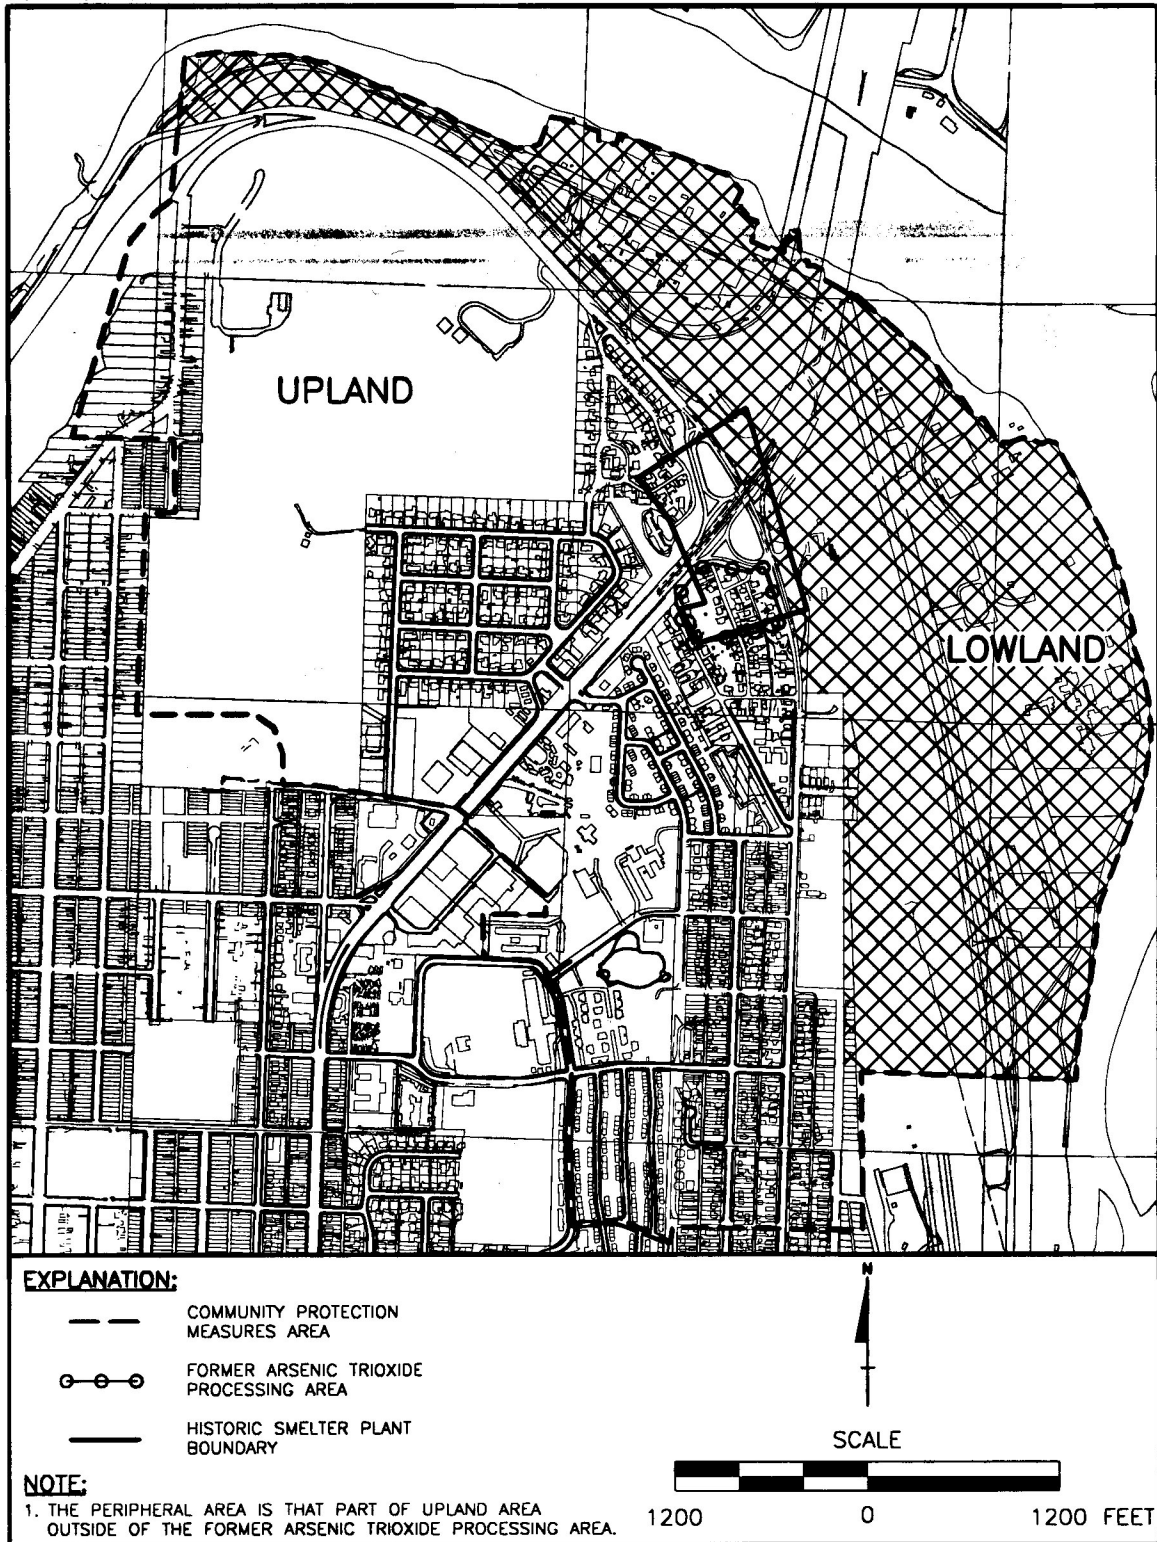 UPLAND
LOWLAND
EXPLANATION:
COMMUNITY PROTECTION
MEASURES AREA
FORMER ARSENIC TRIOXIDE
PROCESSING AREA
HISTORIC SMELTER PLANT
BOUNDARY
NOTE:
1. THE PERIPHERAL AREA IS THAT PART OF UPLAND AREA
OUTSIDE OF THE FORMER ARSENIC TRIOXIDE PROCESSING AREA.
N
SCALE
1200 0 1200 FEET